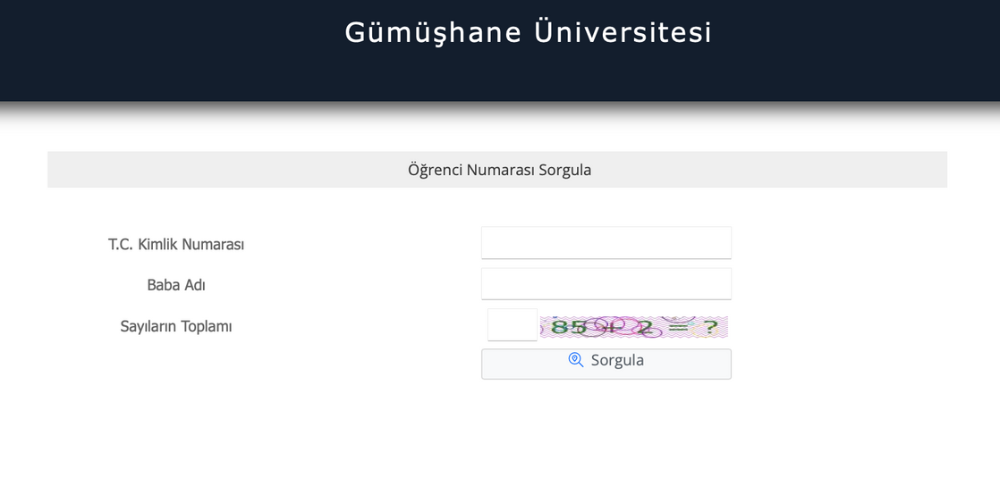 Gümüşhane Üniversitesi
Öğrenci Numarası Sorgula
T.C. Kimlik Numarası
Baba Adı
Sayıların Toplamı 85 + 2 = ?
Sorgula